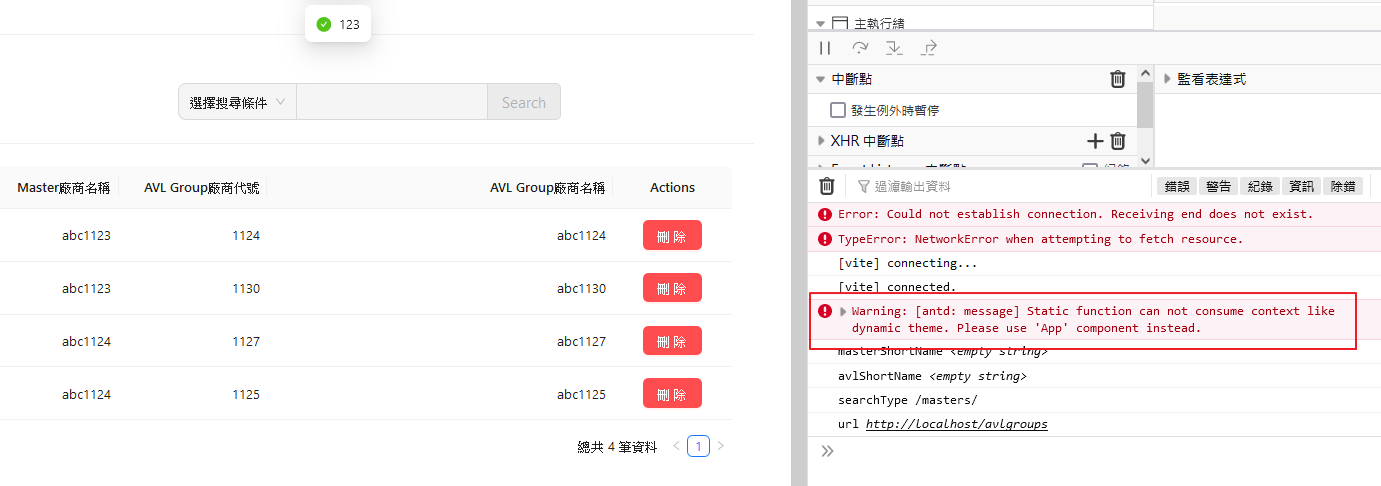 123
選擇搜尋條件
Search
Master廠商名稱 AVL Group廠商代號 AVL Group廠商名稱 Actions
abc1123 1124 abc1124 刪 除
abc1123 1130 abc1130 刪 除
abc1124 1127 abc1127 刪 除
abc1124 1125 abc1125 刪 除
總共 4 筆資料 1
主執行緒
中斷點
監看表達式
發生例外時暫停
XHR 中斷點
過濾輸出資料
錯誤 警告 紀錄 資訊 除錯
Error: Could not establish connection. Receiving end does not exist.
TypeError: NetworkError when attempting to fetch resource.
[vite] connecting...
[vite] connected.
Warning: [antd: message] Static function can not consume context like
dynamic theme. Please use 'App' component instead.
masterShortName <empty string>
avlShortName <empty string>
searchType /masters/
url http://localhost/avlgroups